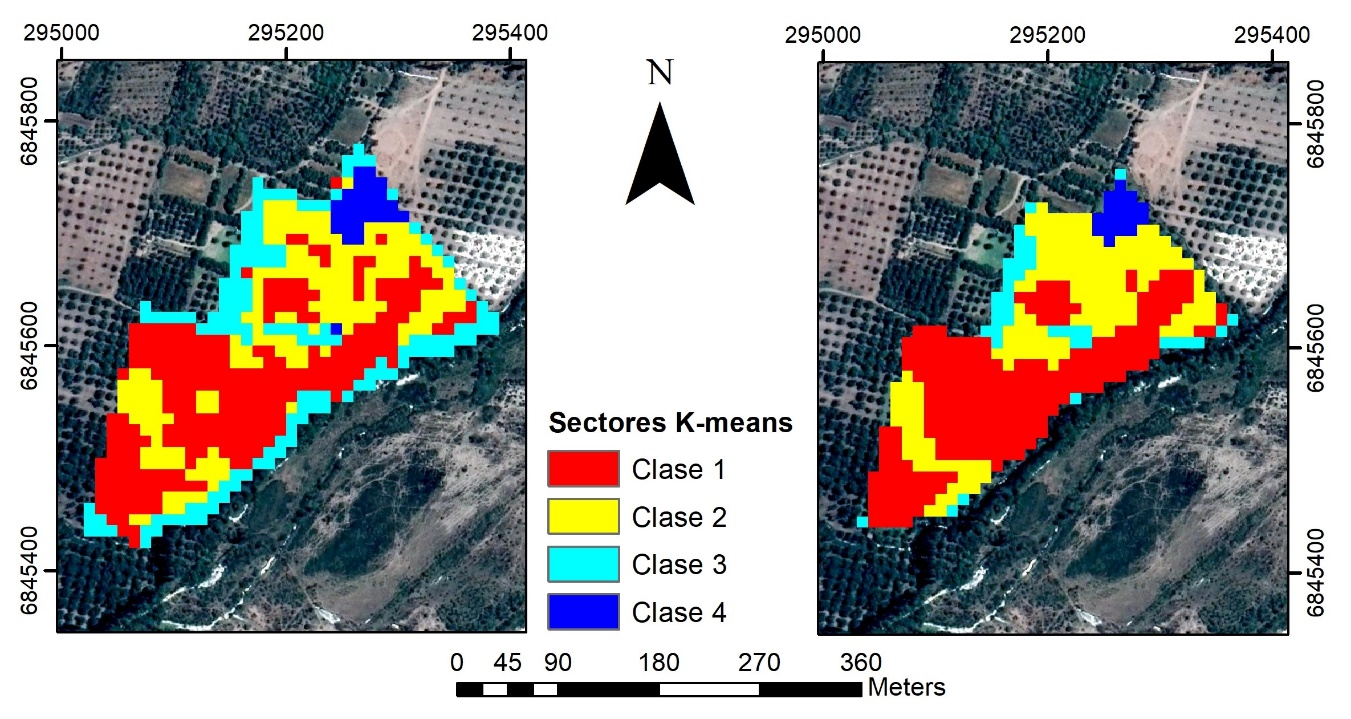 295000 295200 295400
295000 295200 295400
N
6845800
6845600
6845400
6845800
6845600
6845400
Sectores K-means
Clase 1
Clase 2
Clase 3
Clase 4
0 45 90 180 270 360
Meters